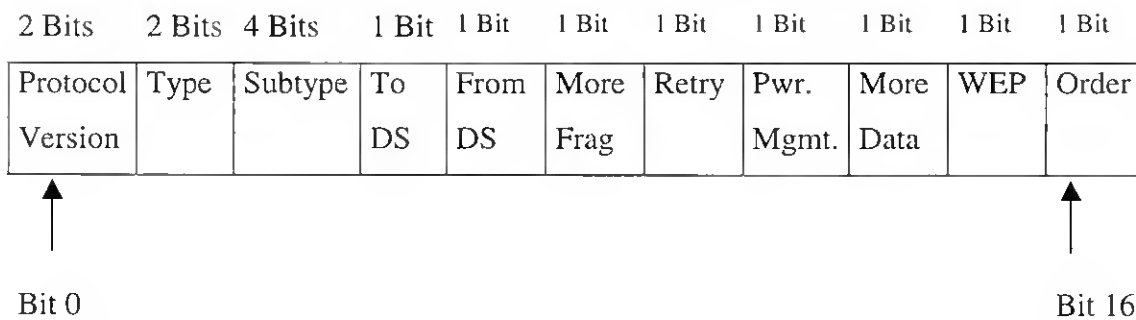 2 Bits 2 Bits 4 Bits 1 Bit 1 Bit 1 Bit 1 Bit 1 Bit 1 Bit 1 Bit 1 Bit
Protocol Type Subtype To From More Retry Pwr. More WEP Order
Version DS DS Frag Mgmt. Data
Bit 0 Bit 16